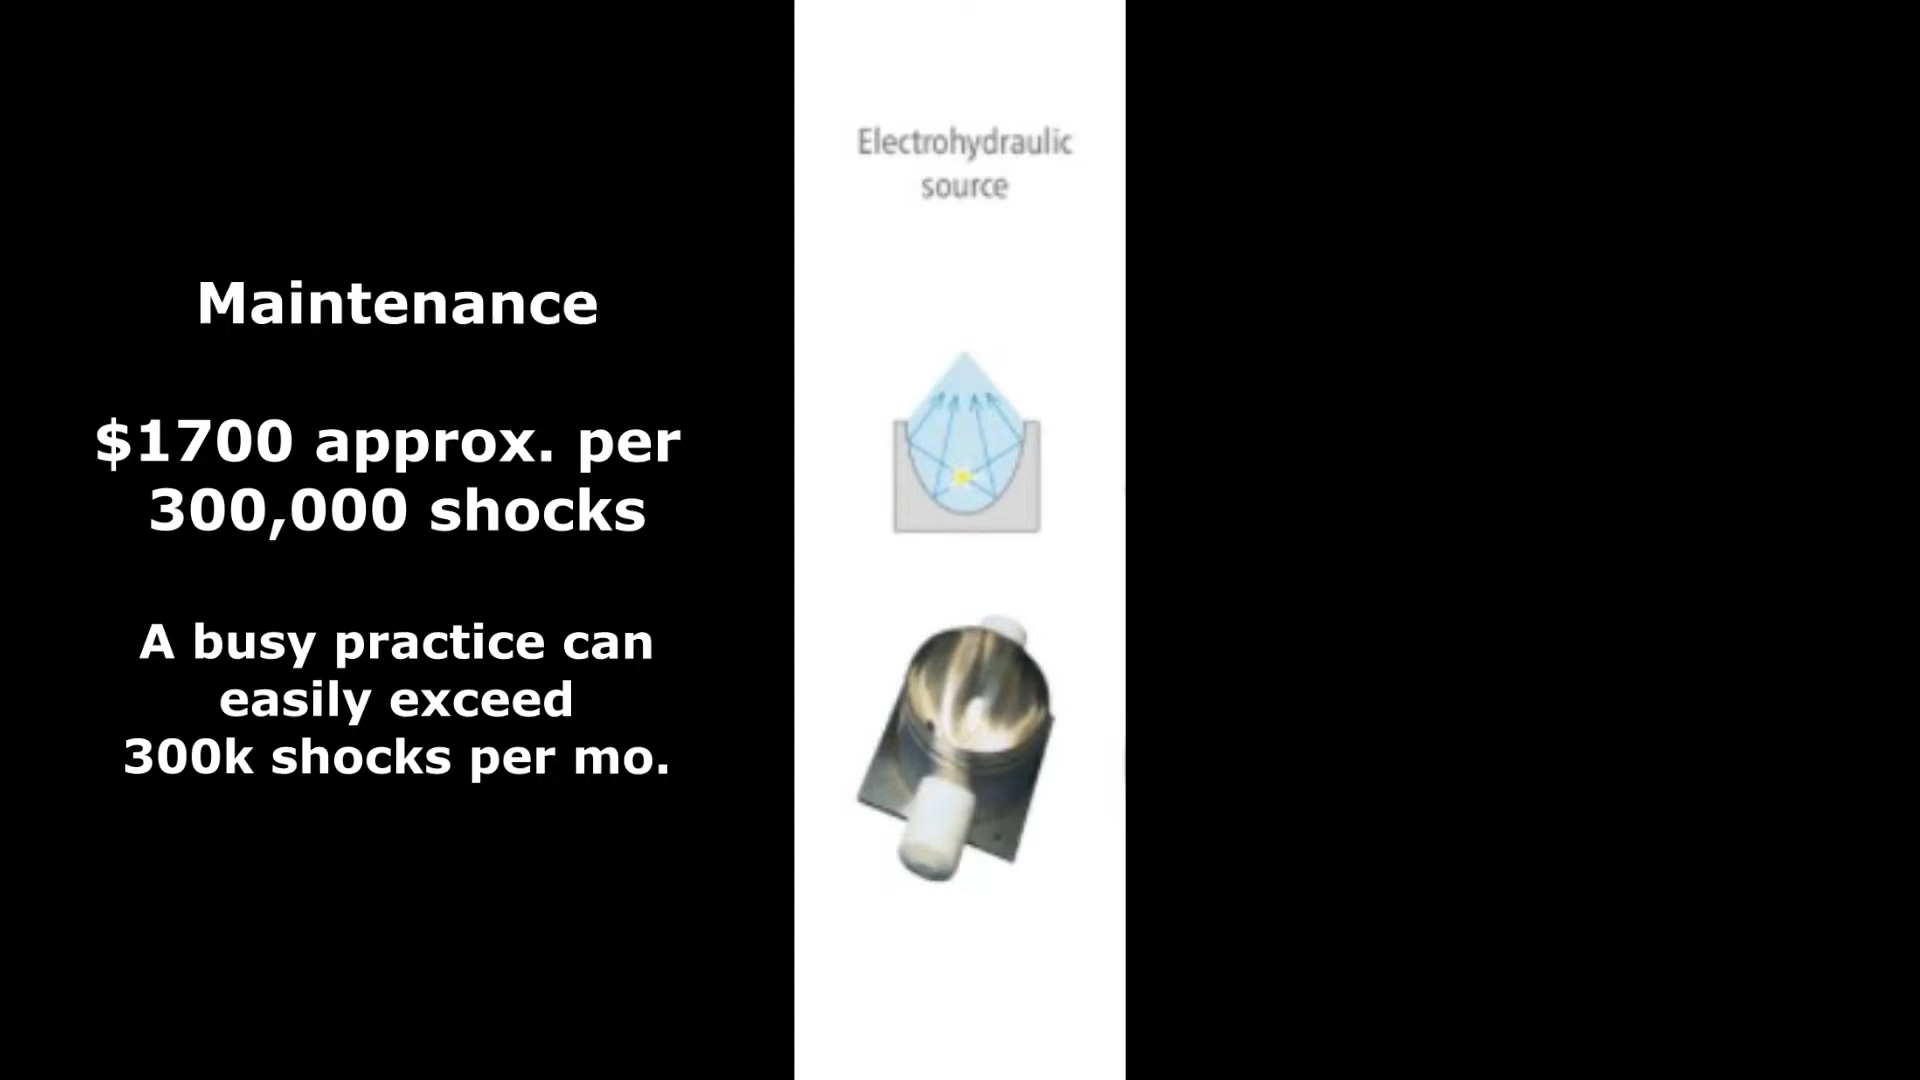 Maintenance
$1700 approx. per
300,000 shocks
A busy practice can
easily exceed
300k shocks per mo.
Electrohydraulic
source